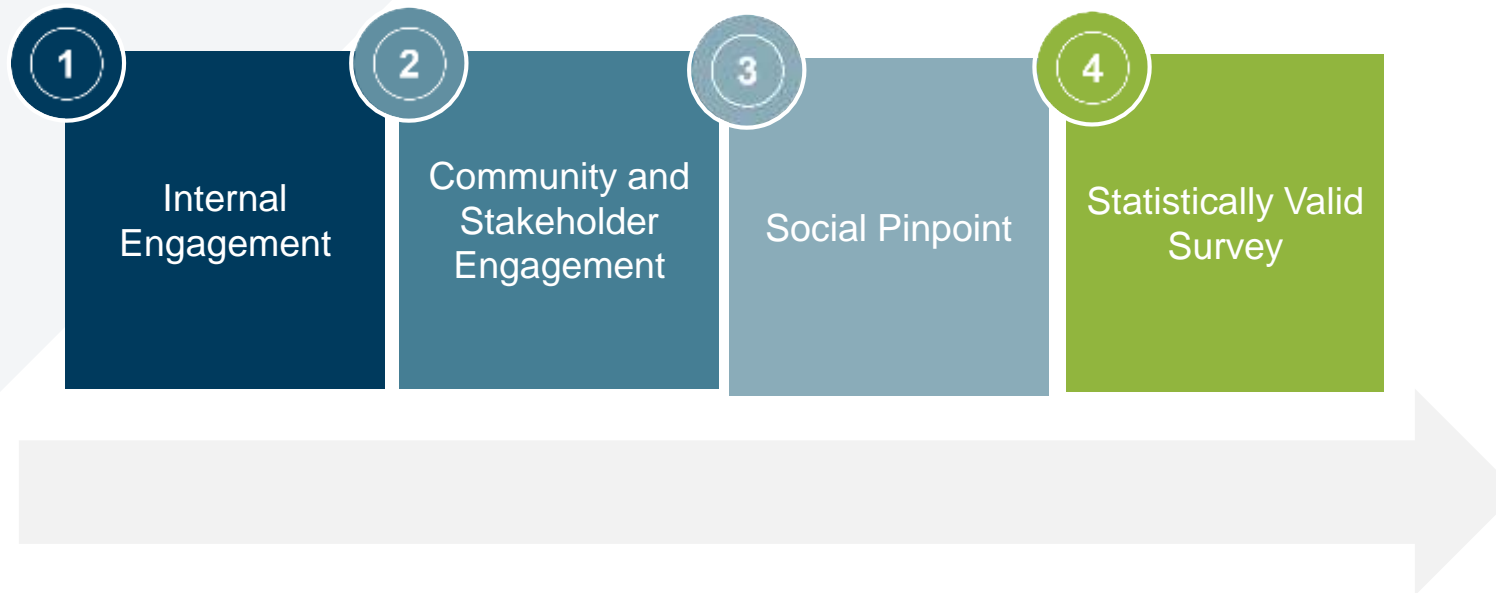 1
Internal
Engagement
2
Community and
Stakeholder
Engagement
3
Social Pinpoint
4
Statistically Valid
Survey